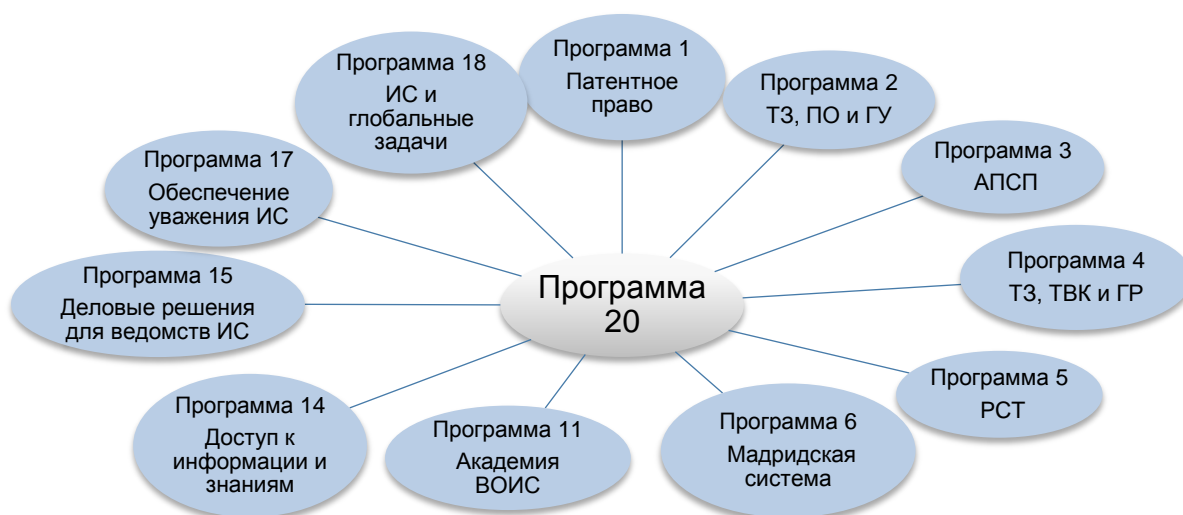 Программа 1
Патентное
право
Программа 2
ТЗ, ПО и ГУ
Программа 3
АПСП
Программа 4
ТЗ, ТВК и ГР
Программа 5
PCT
Программа 6
Мадридская
система
Программа 11
Академия
ВОИС
Программа 14
Доступ к
информации и
знаниям
Программа 15
Деловые решения
для ведомств ИС
Программа 17
Обеспечение
уважения ИС
Программа 18
ИС и
глобальные
задачи
Программа
20